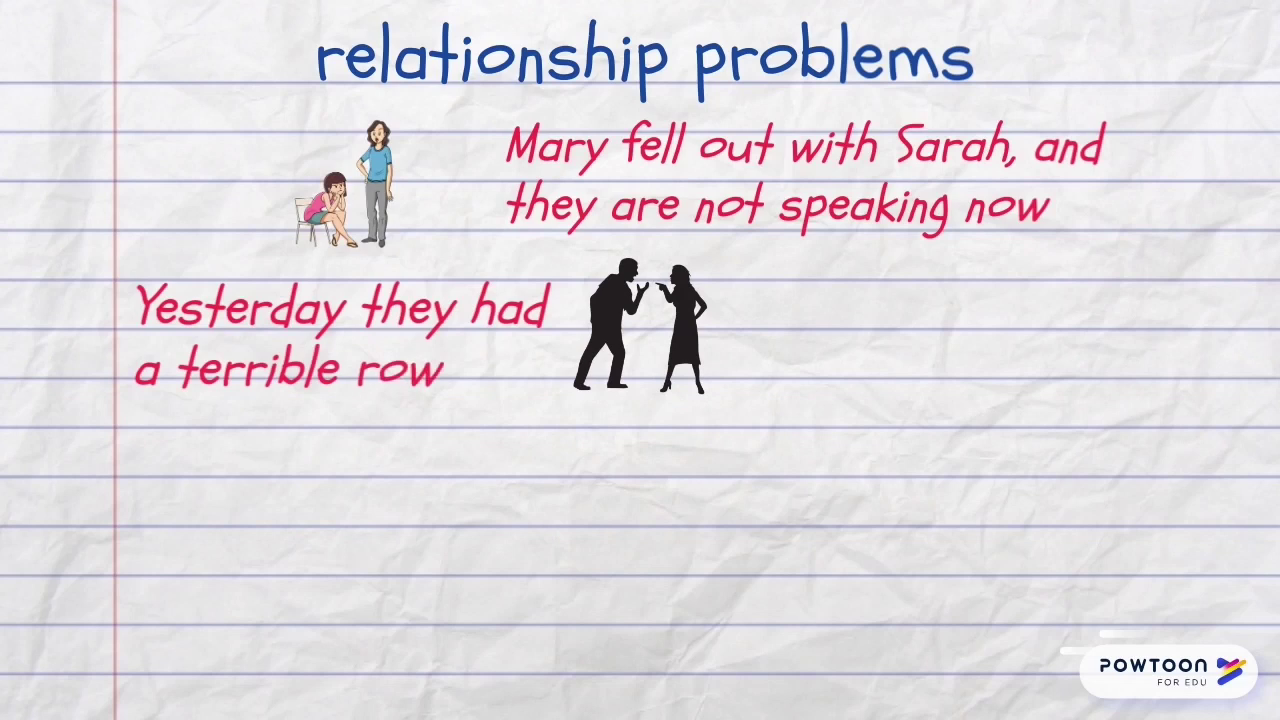 relationship problems
Mary fell out with Sarah, and
they are not speaking now
Yesterday they had
a terrible row
POWTOON
FOR EDU